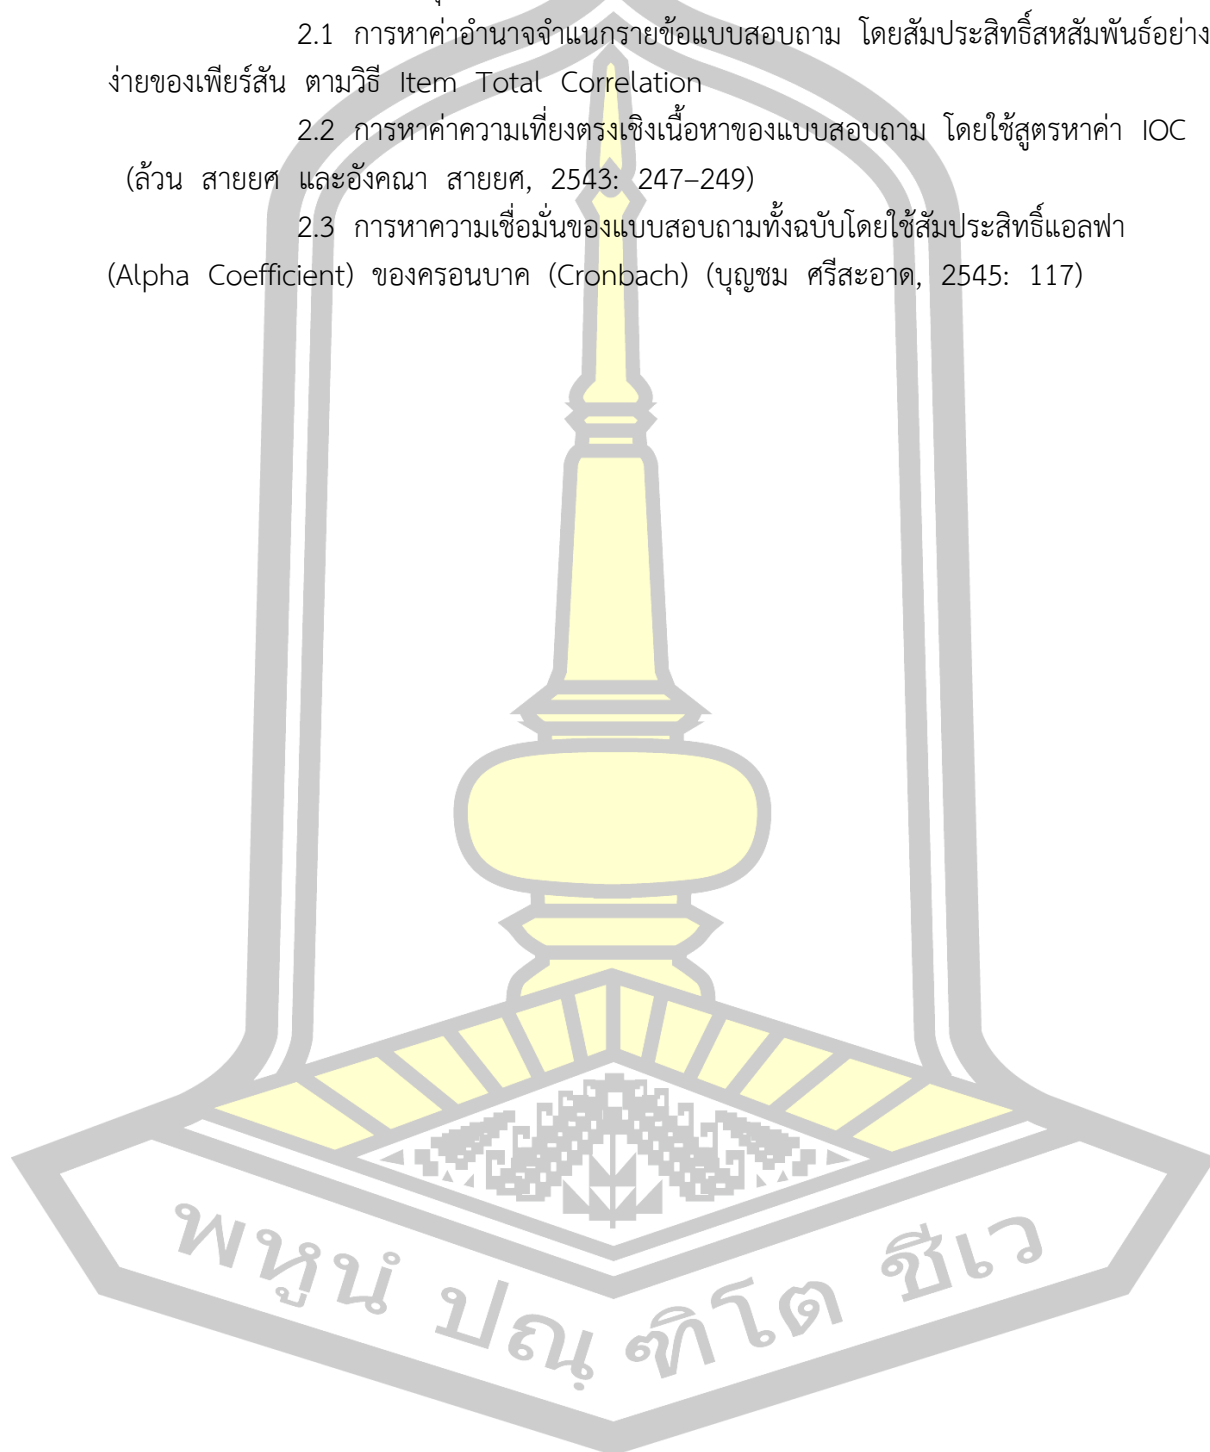 2.1 การหาค่าอำนาจจำแนกรายข้อแบบสอบถาม โดยสัมประสิทธิ์สหสัมพันธ์อย่าง
ง่ายของเพียร์สัน ตามวิธี Item Total Correlation
2.2 การหาค่าความเที่ยงตรงเชิงเนื้อหาของแบบสอบถาม โดยใช้สูตรหาค่า IOC
(ล้วน สายยศ และอังคณา สายยศ, 2543: 247–249)
2.3 การหาความเชื่อมั่นของแบบสอบถามทั้งฉบับโดยใช้สัมประสิทธิ์แอลฟา
(Alpha Coefficient) ของครอนบาค (Cronbach) (บุญชม ศรีสะอาด, 2545: 117)
พหูนํ ปณฺฑิโต ชีเว